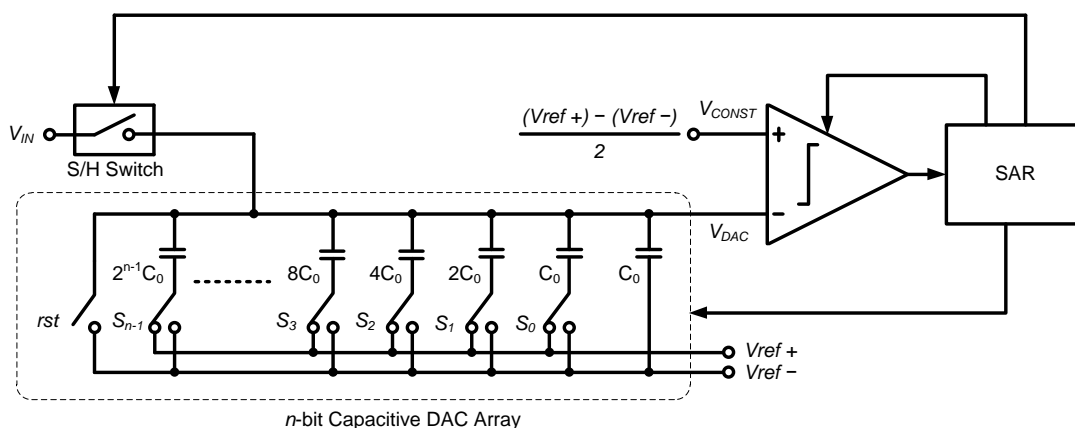 V_IN
S/H Switch
(Vref +) − (Vref −)
2
V_CONST
SAR
V_DAC
2^{n-1}C_0
8C_0
4C_0
2C_0
C_0
C_0
rst
S_{n-1}
S_3
S_2
S_1
S_0
+
−
Vref +
Vref −
n-bit Capacitive DAC Array